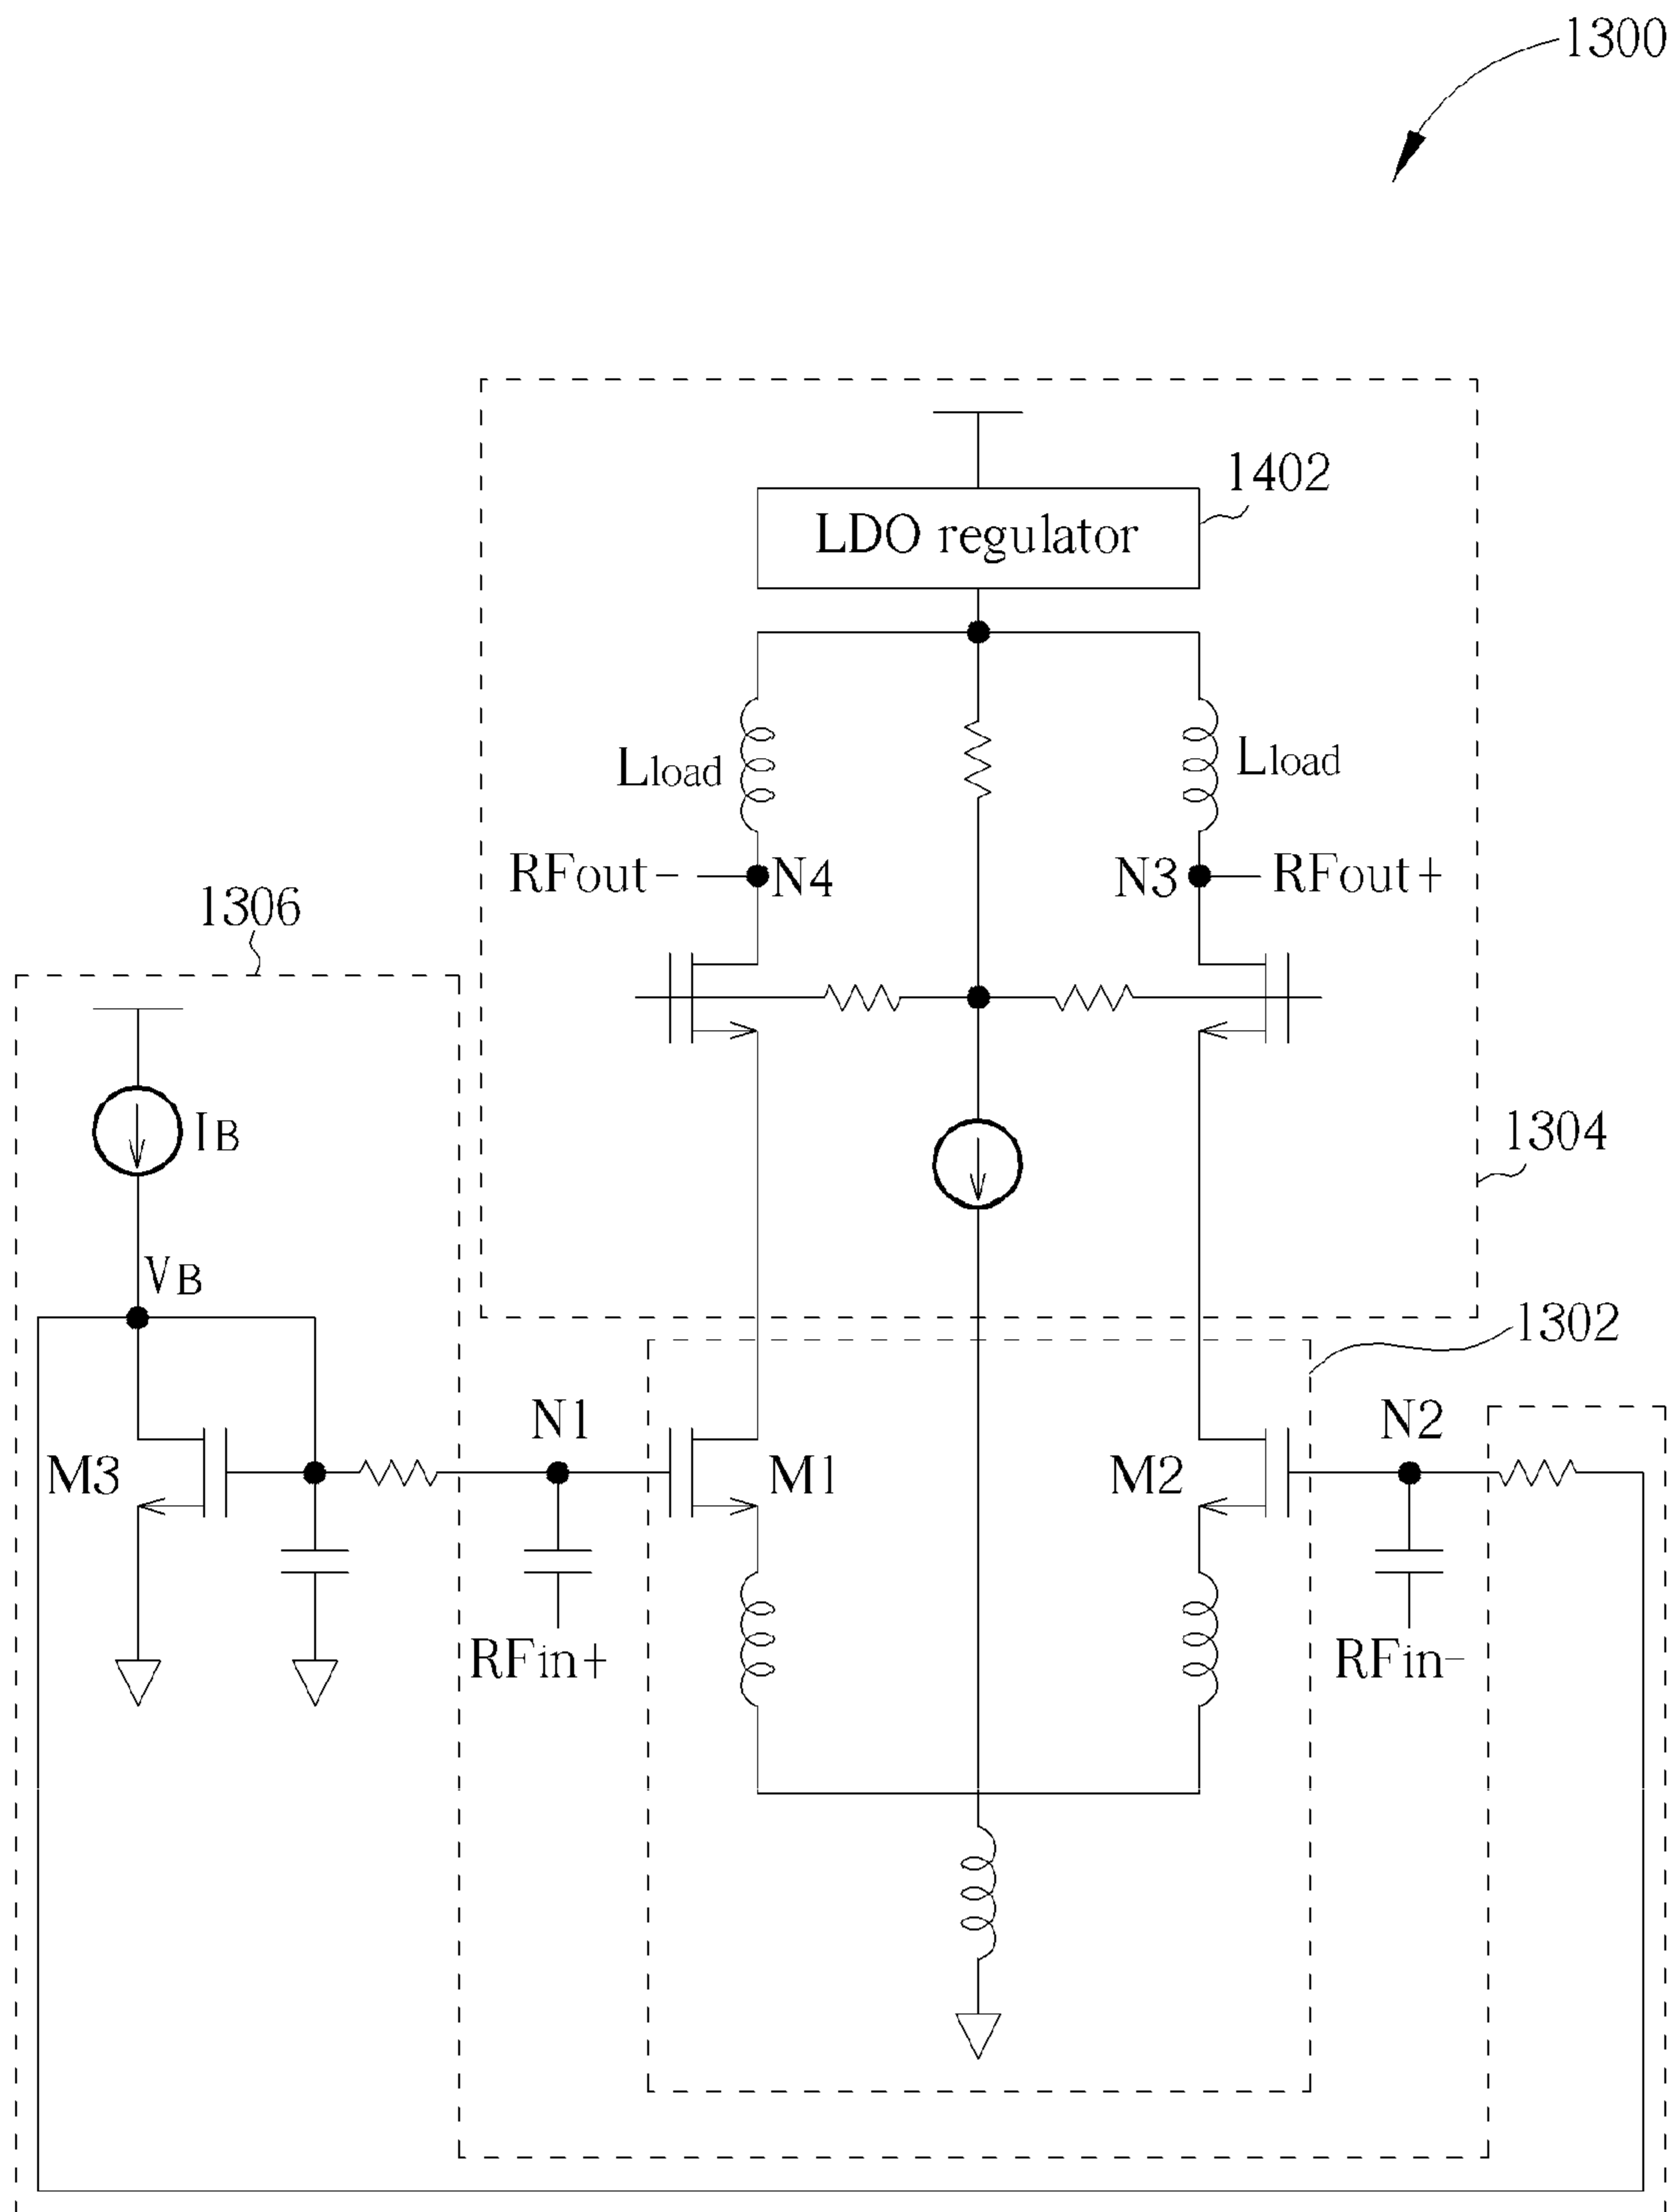 1300
1402
LDO regulator
Lload
Lload
RFout-
N4
N3
RFout+
1306
IB
1304
VB
1302
N1
N2
M3
M1
M2
RFin+
RFin-